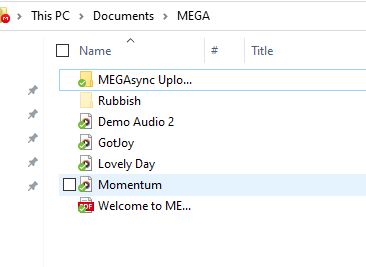 This PC > Documents > MEGA
Name # Title
MEGAsync Uplo...
Rubbish
Demo Audio 2
GotJoy
Lovely Day
Momentum
PDF Welcome to ME...